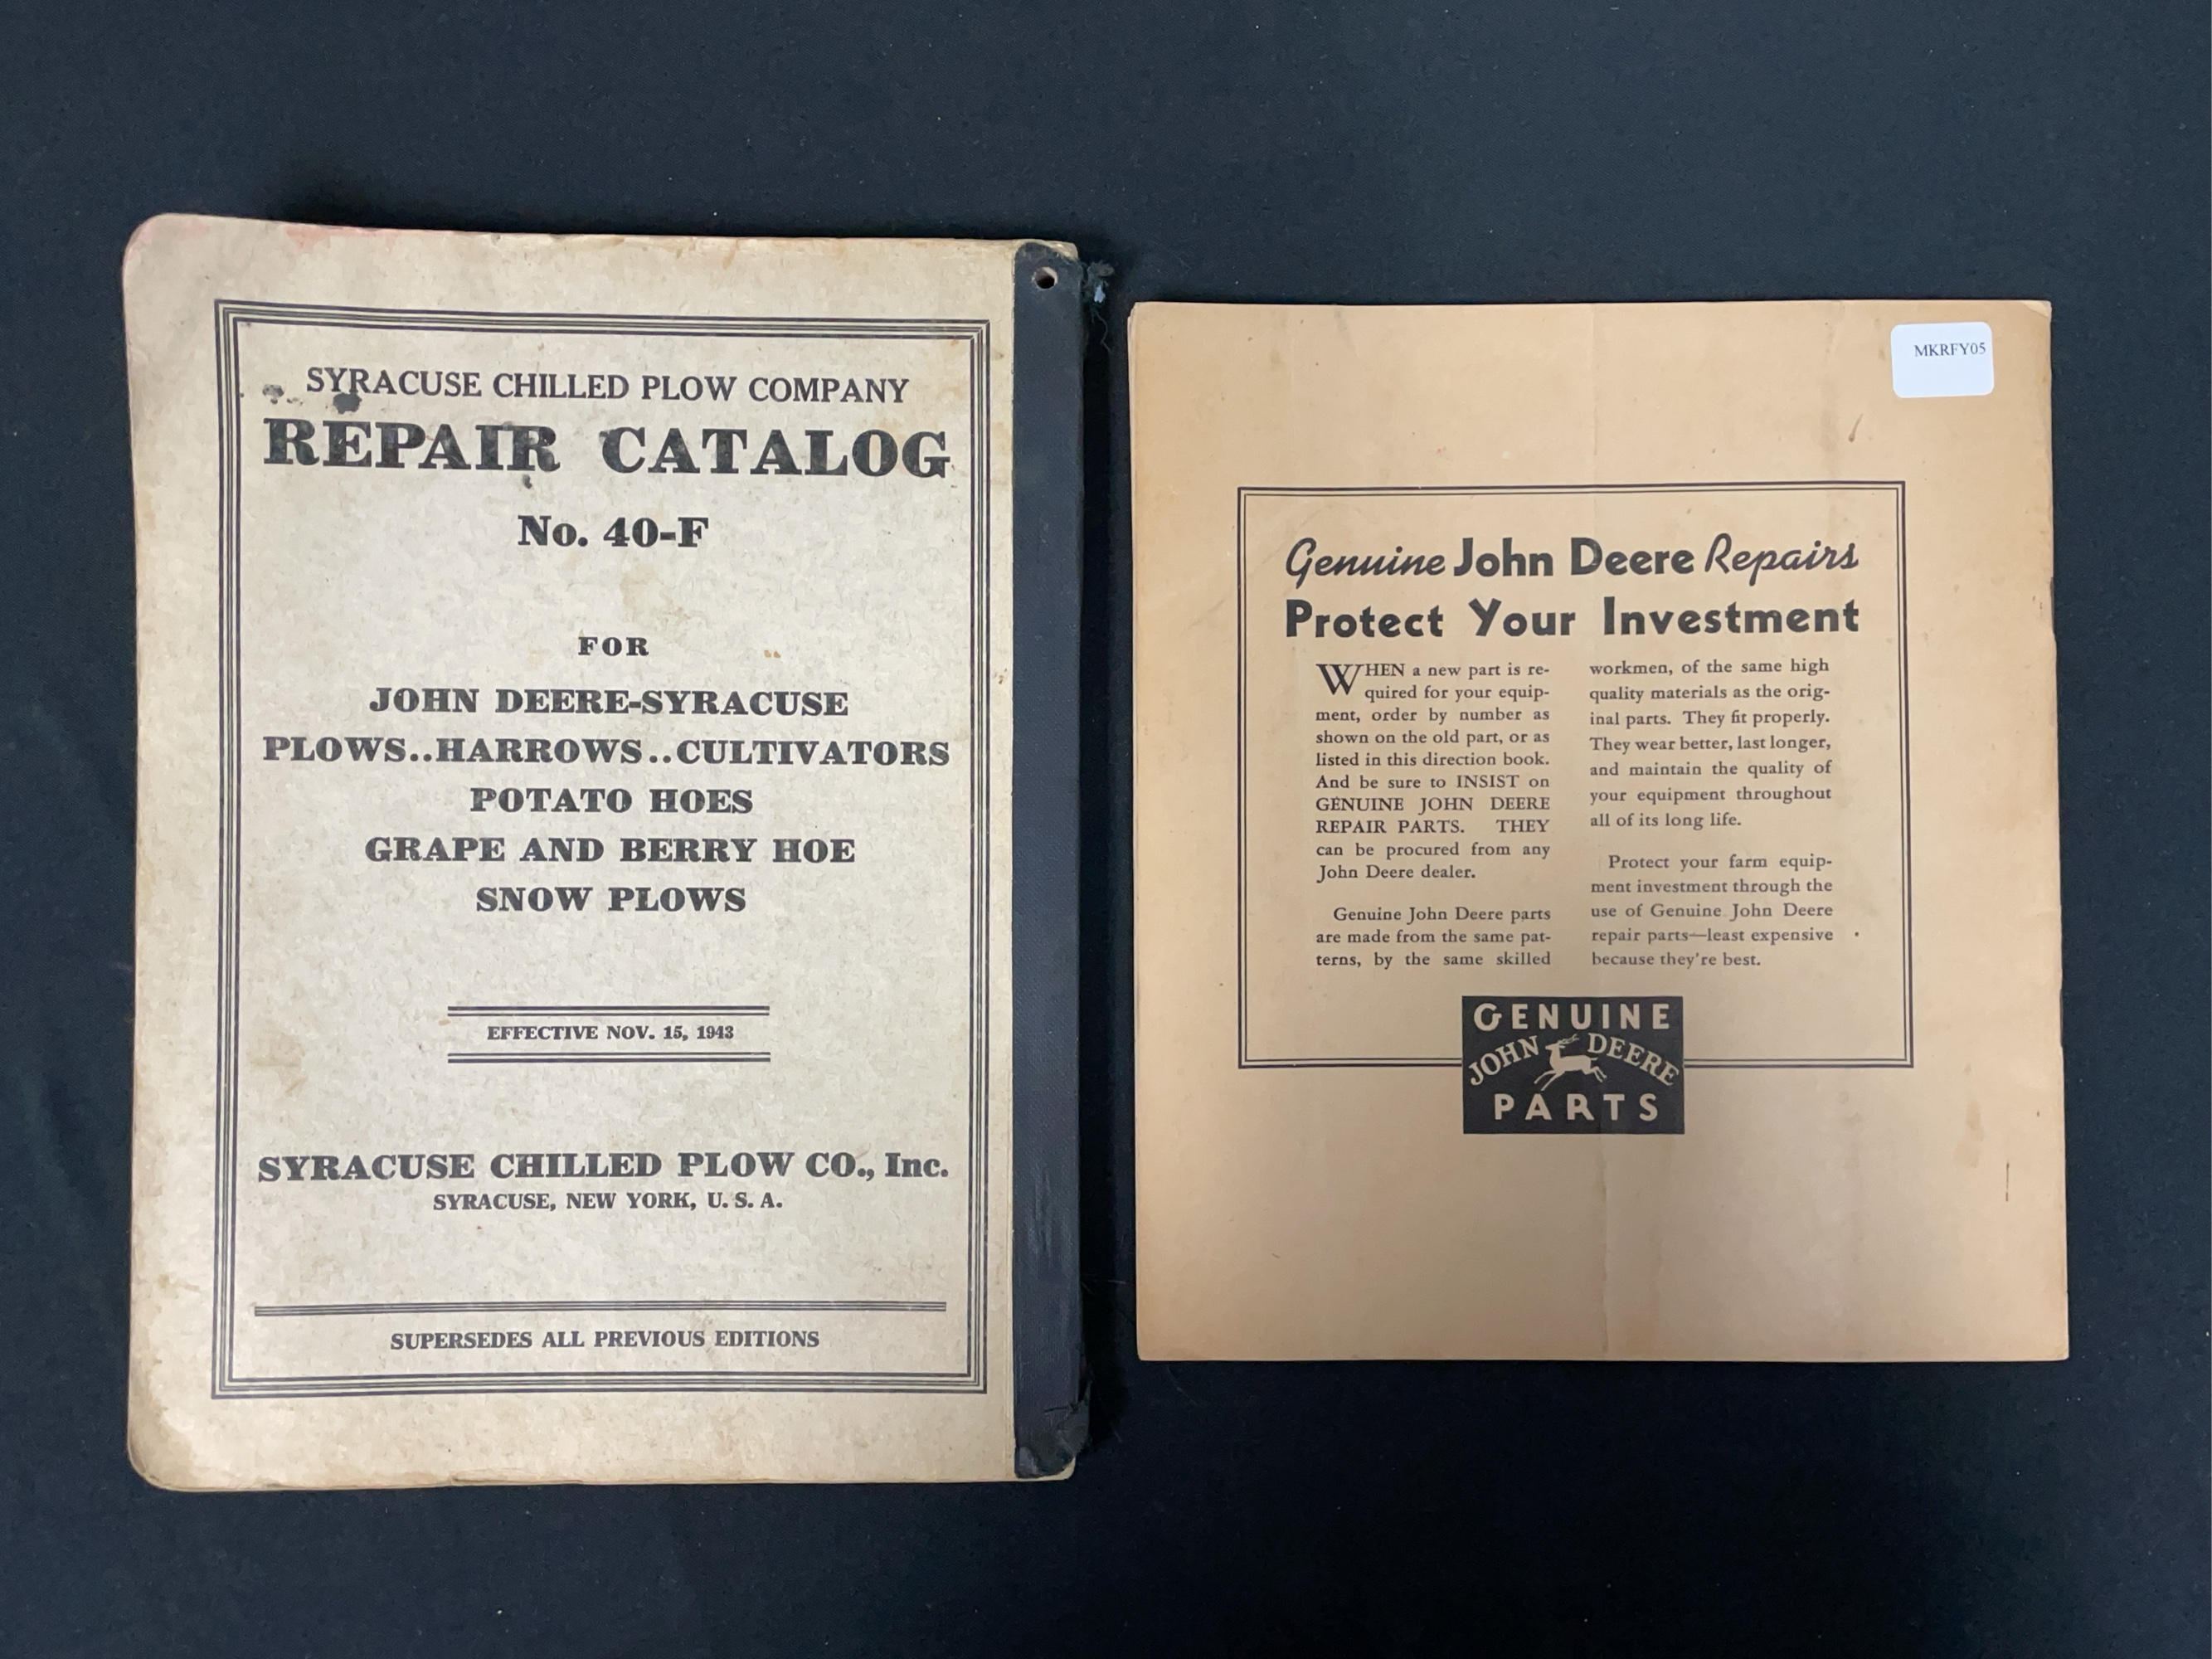 SYRACUSE CHILLED PLOW COMPANY
REPAIR CATALOG
No. 40-F
FOR
JOHN DEERE-SYRACUSE
PLOWS..HARROWS..CULTIVATORS
POTATO HOES
GRAPE AND BERRY HOE
SNOW PLOWS
EFFECTIVE NOV. 15, 1943
SYRACUSE CHILLED PLOW CO., Inc.
SYRACUSE, NEW YORK, U. S. A.
SUPERSEDES ALL PREVIOUS EDITIONS
MKRFY05
Genuine John Deere Repairs
Protect Your Investment
WHEN a new part is re-
quired for your equip-
ment, order by number as
shown on the old part, or as
listed in this direction book.
And be sure to INSIST on
GENUINE JOHN DEERE
REPAIR PARTS. THEY
can be procured from any
John Deere dealer.
Genuine John Deere parts
are made from the same pat-
terns, by the same skilled
workmen, of the same high
quality materials as the orig-
inal parts. They fit properly.
They wear better, last longer,
and maintain the quality of
your equipment throughout
all of its long life.
Protect your farm equip-
ment investment through the
use of Genuine John Deere
repair parts—least expensive
because they're best.
GENUINE
JOHN DEERE
PARTS